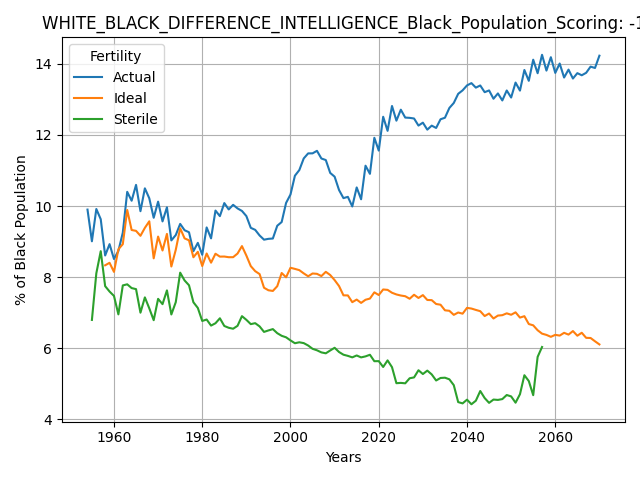 WHITE_BLACK_DIFFERENCE_INTELLIGENCE_Black_Population_Scoring: -1
Fertility
Actual
Ideal
Sterile
14
12
10
8
6
4
% of Black Population
1960 1980 2000 2020 2040 2060
Years